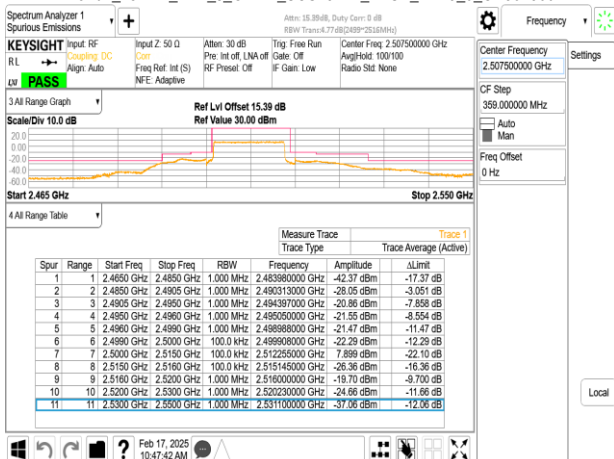 Spectrum Analyzer 1
Spurious Emissions
Attn: 15.39dB, Duty Corr: 0 dB
RBW Trans:4.77dB(2499~2516MHz)
Frequency
KEYSIGHT Input: RF Input Z: 50 Ω Atten: 30 dB Trig: Free Run Center Freq: 2.507500000 GHz
RL Coupling: DC Corr Pre: Int off, LNA off Gate: Off Avg|Hold: 100/100
Align: Auto Freq Ref: Int (S) RF Preset: Off IF Gain: Low Radio Std: None
NFE: Adaptive
LXI PASS
Center Frequency
2.507500000 GHz
Settings
CF Step
359.000000 MHz
Auto
Man
Freq Offset
0 Hz
Local
3 All Range Graph
Ref Lvl Offset 15.39 dB
Scale/Div 10.0 dB Ref Value 30.00 dBm
20.0
0.00
-20.0
-40.0
-60.0
Start 2.465 GHz Stop 2.550 GHz
4 All Range Table
Measure Trace Trace 1
Trace Type Trace Average (Active)
Spur Range Start Freq Stop Freq RBW Frequency Amplitude ΔLimit
1 1 2.4650 GHz 2.4850 GHz 1.000 MHz 2.483980000 GHz -42.37 dBm -17.37 dB
2 2 2.4850 GHz 2.4905 GHz 1.000 MHz 2.490313000 GHz -28.05 dBm -3.051 dB
3 3 2.4905 GHz 2.4950 GHz 1.000 MHz 2.494397000 GHz -20.86 dBm -7.858 dB
4 4 2.4950 GHz 2.4960 GHz 1.000 MHz 2.495050000 GHz -21.55 dBm -8.554 dB
5 5 2.4960 GHz 2.4990 GHz 1.000 MHz 2.498988000 GHz -21.47 dBm -11.47 dB
6 6 2.4990 GHz 2.5000 GHz 100.0 kHz 2.499908000 GHz -22.29 dBm -12.29 dB
7 7 2.5000 GHz 2.5150 GHz 100.0 kHz 2.512255000 GHz 7.899 dBm -22.10 dB
8 8 2.5150 GHz 2.5160 GHz 100.0 kHz 2.515145000 GHz -26.36 dBm -16.36 dB
9 9 2.5160 GHz 2.5200 GHz 1.000 MHz 2.516000000 GHz -19.70 dBm -9.700 dB
10 10 2.5200 GHz 2.5300 GHz 1.000 MHz 2.520230000 GHz -24.66 dBm -11.66 dB
11 11 2.5300 GHz 2.5500 GHz 1.000 MHz 2.531100000 GHz -37.06 dBm -12.06 dB
Feb 17, 2025
10:47:42 AM